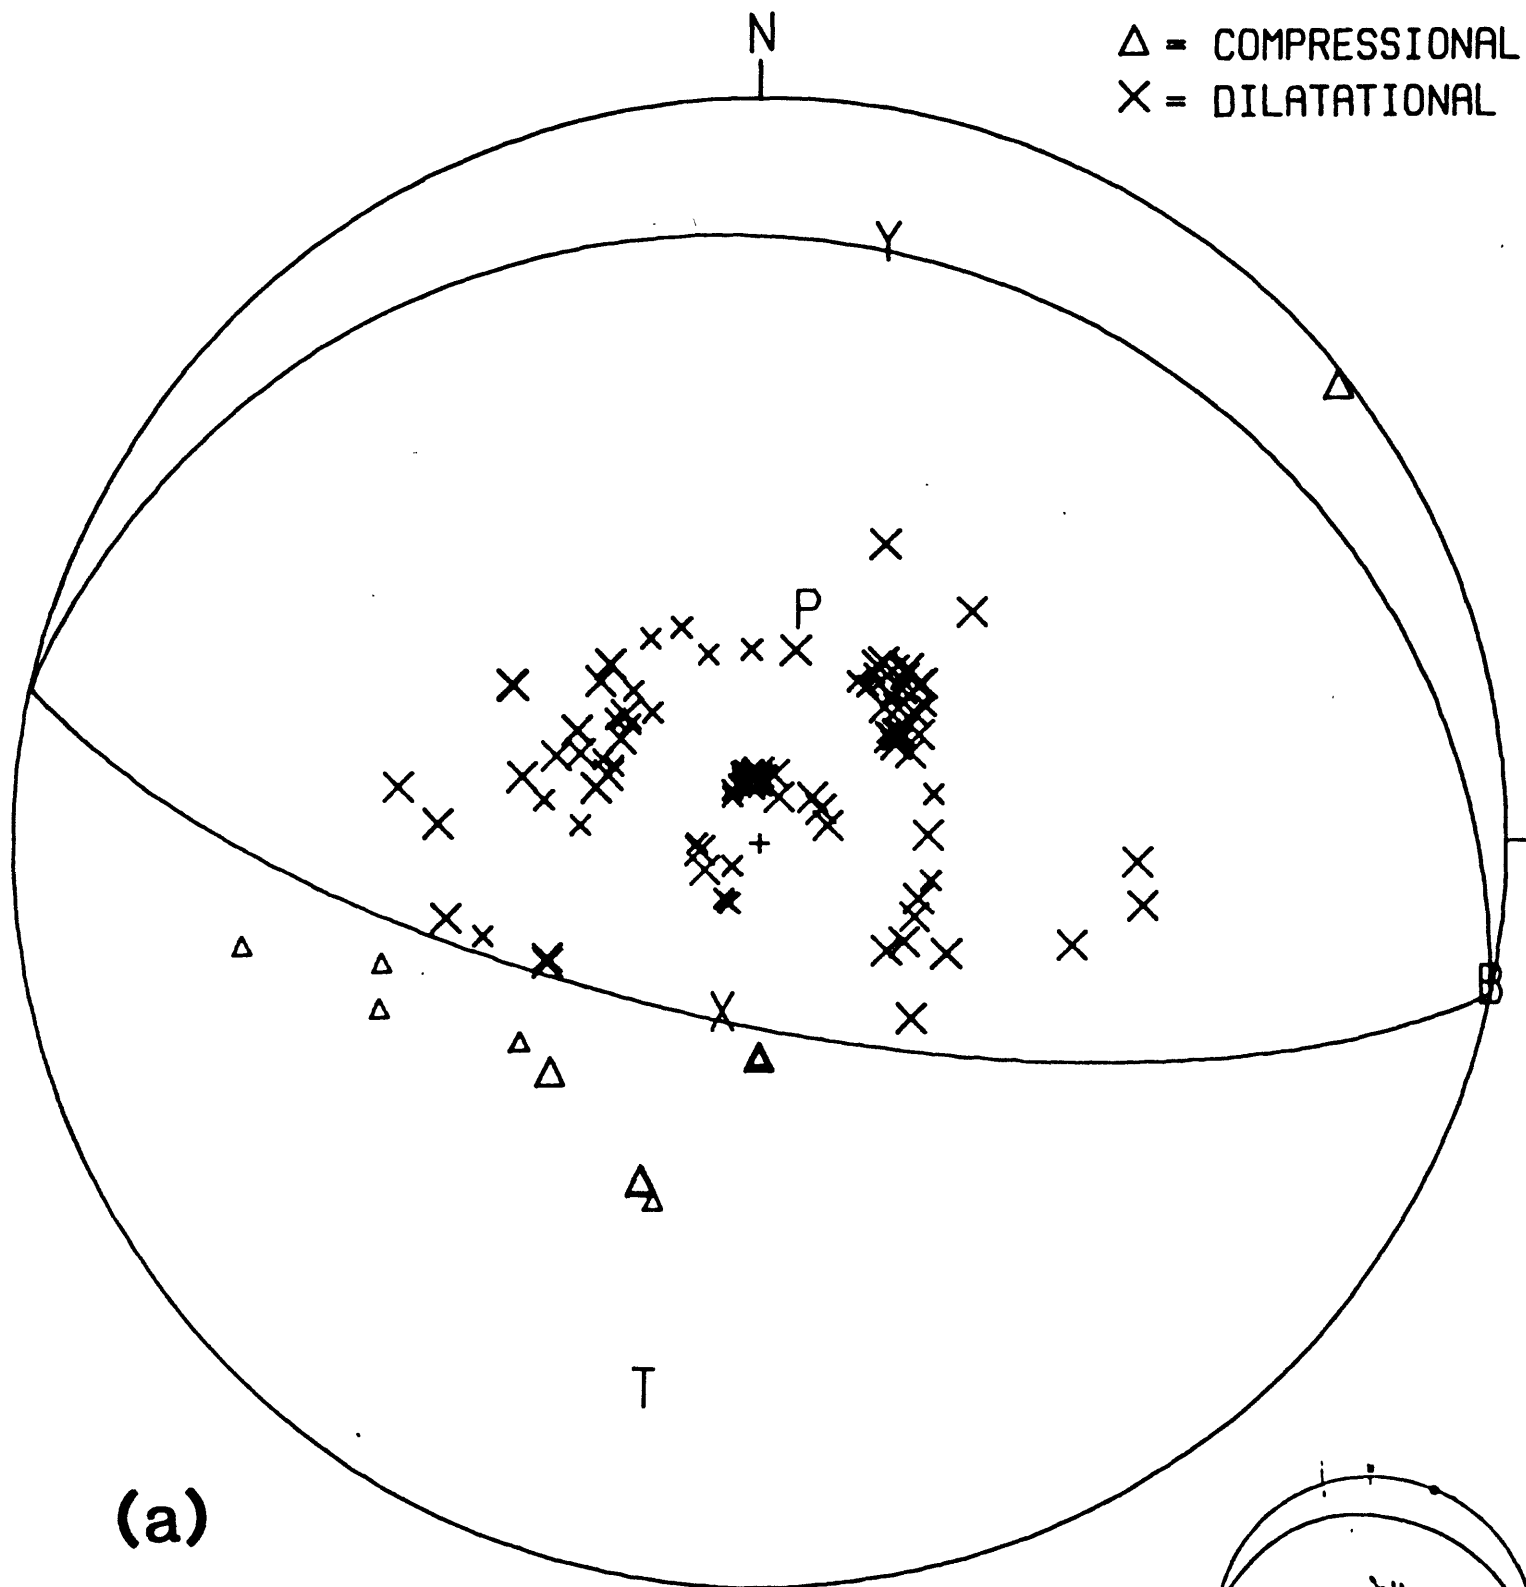 N
△ = COMPRESSIONAL
× = DILATATIONAL
Y
P
B
X
T
(a)